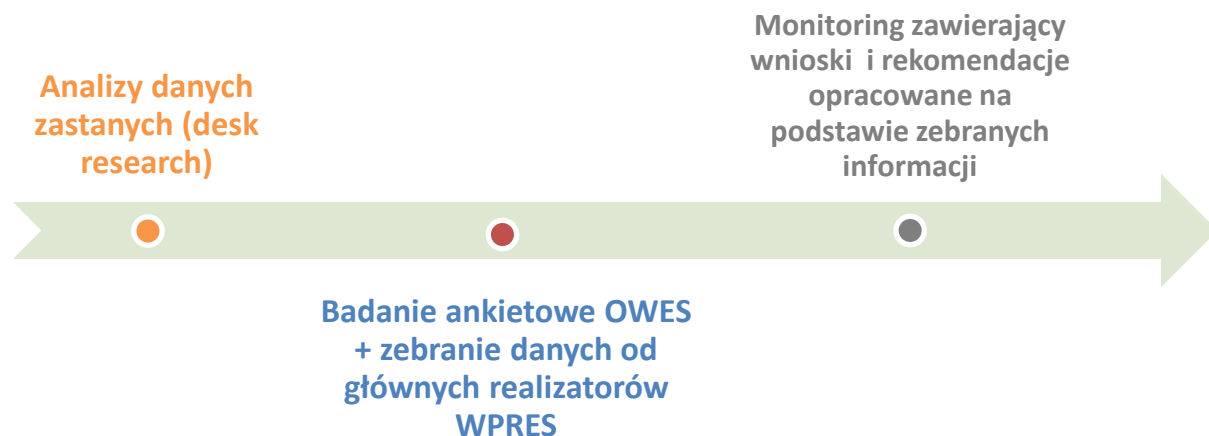 Analizy danych
zastanych (desk
research)
Badanie ankietowe OWES
+ zebranie danych od
głównych realizatorów
WPRES
Monitoring zawierający
wnioski i rekomendacje
opracowane na
podstawie zebranych
informacji